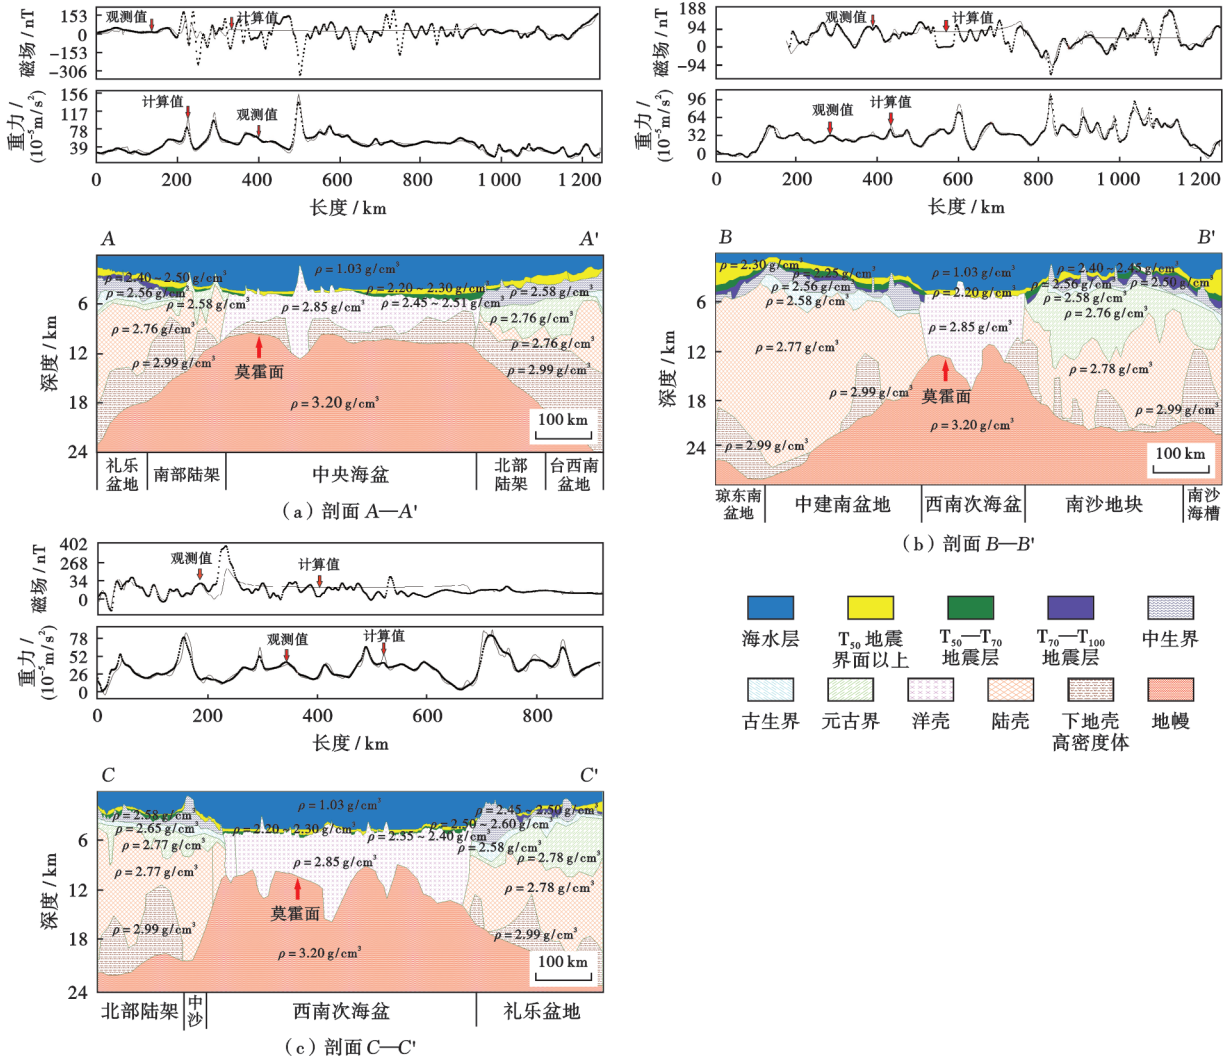 磁场 / nT
153
0
−153
−306
观测值
计算值
重力 /
(10⁻⁵m/s²)
156
117
78
39
计算值
观测值
0 200 400 600 800 1 000 1 200
长度 / km
A A'
ρ = 1.03 g/cm³
ρ = 2.40 ~ 2.50 g/cm³
ρ = 2.20 ~ 2.30 g/cm³
ρ = 2.56 g/cm³
ρ = 2.58 g/cm³
ρ = 2.58 g/cm³
ρ = 2.85 g/cm³
ρ = 2.45 ~ 2.51 g/cm³
ρ = 2.76 g/cm³
ρ = 2.76 g/cm³
ρ = 2.76 g/cm³
ρ = 2.99 g/cm³
ρ = 2.99 g/cm³
莫霍面
ρ = 3.20 g/cm³
100 km
深度 / km
6
12
18
24
礼乐
盆地
南部陆架
中央海盆
北部
陆架
台西南
盆地
（a）剖面 A—A'
磁场 / nT
188
94
0
−94
观测值
计算值
重力 /
(10⁻⁵m/s²)
96
64
32
0
观测值
计算值
200 400 600 800 1 000 1 200
长度 / km
B B'
ρ = 2.30 g/cm³
ρ = 2.25 g/cm³
ρ = 1.03 g/cm³
ρ = 2.40 ~ 2.45 g/cm³
ρ = 2.56 g/cm³
ρ = 2.56 g/cm³
ρ = 2.50 g/cm³
ρ = 2.58 g/cm³
ρ = 2.20 g/cm³
ρ = 2.58 g/cm³
ρ = 2.76 g/cm³
ρ = 2.85 g/cm³
ρ = 2.77 g/cm³
ρ = 2.78 g/cm³
ρ = 2.99 g/cm³
莫霍面
ρ = 2.99 g/cm³
ρ = 3.20 g/cm³
ρ = 2.99 g/cm³
100 km
深度 / km
6
12
18
24
琼东南
盆地
中建南盆地
西南次海盆
南沙地块
南沙
海槽
（b）剖面 B—B'
磁场 / nT
402
268
134
0
观测值
计算值
重力 /
(10⁻⁵m/s²)
78
52
26
0
观测值
计算值
0 200 400 600 800
长度 / km
C C'
ρ = 1.03 g/cm³
ρ = 2.58 g/cm³
ρ = 2.45 ~ 2.50 g/cm³
ρ = 2.65 g/cm³
ρ = 2.20 ~ 2.30 g/cm³
ρ = 2.50 ~ 2.60 g/cm³
ρ = 2.35 ~ 2.40 g/cm³
ρ = 2.77 g/cm³
ρ = 2.58 g/cm³
ρ = 2.78 g/cm³
ρ = 2.77 g/cm³
ρ = 2.85 g/cm³
ρ = 2.78 g/cm³
莫霍面
ρ = 2.99 g/cm³
ρ = 2.99 g/cm³
ρ = 3.20 g/cm³
100 km
深度 / km
6
12
18
24
北部陆架
中
沙
西南次海盆
礼乐盆地
（c）剖面 C—C'
海水层
T₅₀地震
界面以上
T₅₀—T₇₀
地震层
T₇₀—T₁₀₀
地震层
中生界
古生界
元古界
洋壳
陆壳
下地壳
高密度体
地幔